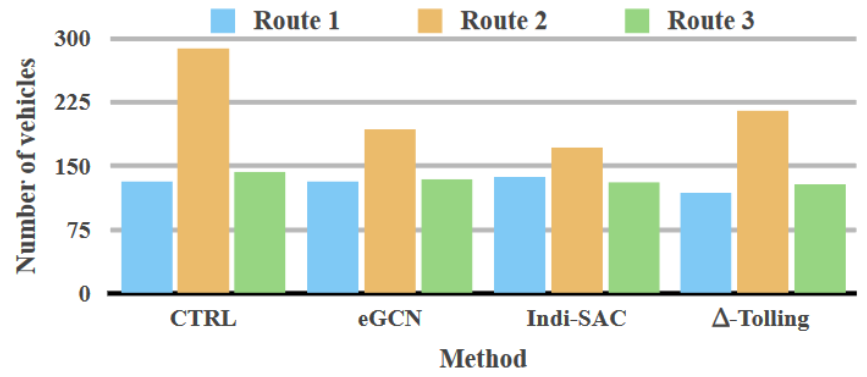 Route 1 Route 2 Route 3
Number of vehicles
300
225
150
75
0
CTRL eGCN Indi-SAC Δ-Tolling
Method